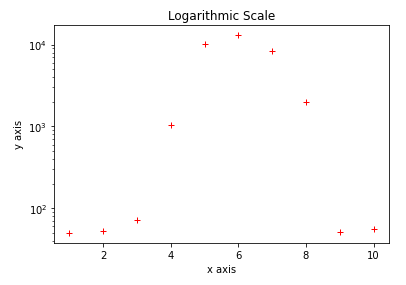 Logarithmic Scale
10⁴
10³
10²
y axis
2 4 6 8 10
x axis